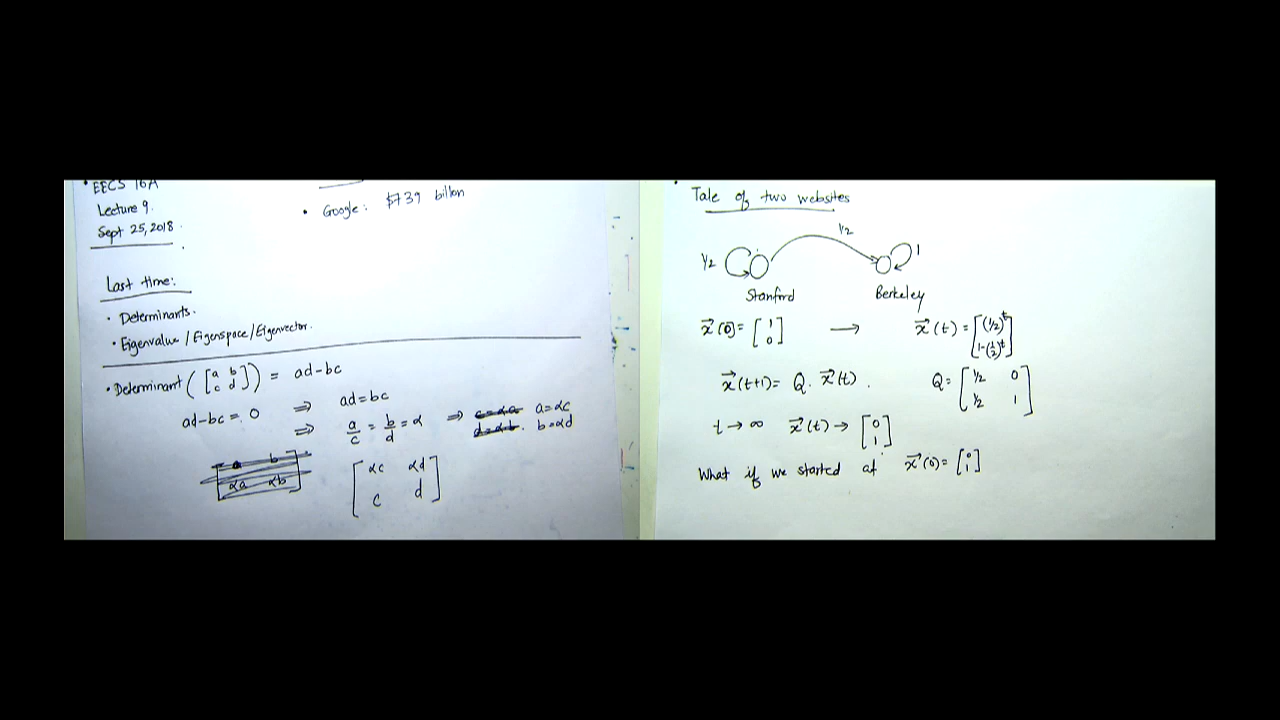 EECS 16A
Lecture 9.
Sept 25, 2018
• Google: $739 billion
Last time:
• Determinants.
• Eigenvalue / Eigenspace / Eigenvector.
• Determinant ( [ a b ; c d ] ) = ad-bc
ad-bc = 0 ⇒ ad=bc
⇒ a/c = b/d = α ⇒ a=αc
b=αd
a b
αa αb
[ αc αd
c d ]
Tale of two websites
1/2
1/2 1
Stanford Berkeley
x⃗(0)= [ 1 ; 0 ] → x⃗(t) = [ (1/2)^t ; 1-(1/2)^t ]
x⃗(t+1)= Q. x⃗(t). Q= [ 1/2 0 ; 1/2 1 ]
t → ∞ x⃗(t) → [ 0 ; 1 ]
What if we started at x⃗(0)= [ 0 ; 1 ]